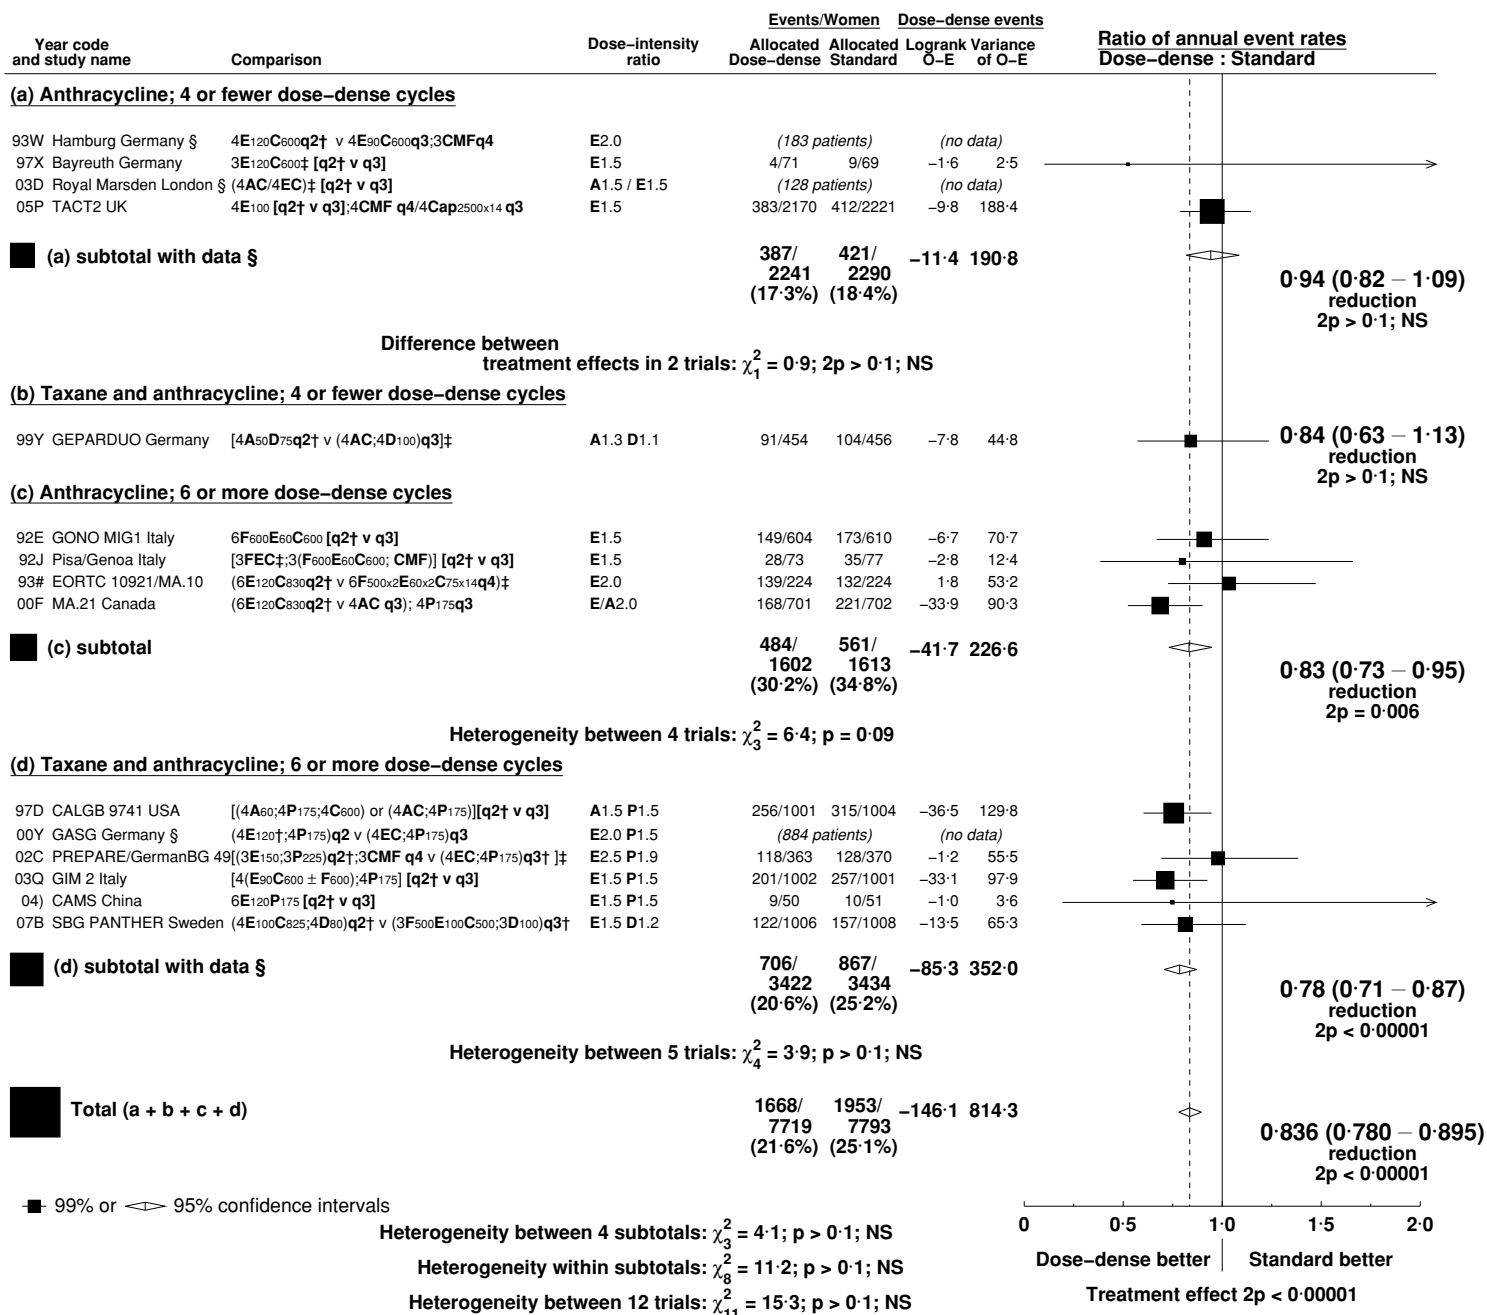 Events/Women Dose−dense events
Year code and study name Comparison Dose−intensity ratio Allocated Dose−dense Allocated Standard Logrank O−E Variance of O−E Ratio of annual event rates Dose−dense : Standard
(a) Anthracycline; 4 or fewer dose−dense cycles
93W Hamburg Germany § 4E120C600q2† v 4E90C600q3;3CMFq4 E2.0 (183 patients) (no data)
97X Bayreuth Germany 3E120C600‡ [q2† v q3] E1.5 4/71 9/69 −1·6 2·5
03D Royal Marsden London § (4AC/4EC)‡ [q2† v q3] A1.5 / E1.5 (128 patients) (no data)
05P TACT2 UK 4E100 [q2† v q3];4CMF q4/4Cap2500x14 q3 E1.5 383/2170 412/2221 −9·8 188·4
(a) subtotal with data § 387/ 421/ −11·4 190·8
2241 2290
(17·3%) (18·4%)
0·94 (0·82 − 1·09)
reduction
2p > 0·1; NS
Difference between
treatment effects in 2 trials: χ²₁ = 0·9; 2p > 0·1; NS
(b) Taxane and anthracycline; 4 or fewer dose−dense cycles
99Y GEPARDUO Germany [4A50D75q2† v (4AC;4D100)q3]‡ A1.3 D1.1 91/454 104/456 −7·8 44·8 0·84 (0·63 − 1·13)
reduction
2p > 0·1; NS
(c) Anthracycline; 6 or more dose−dense cycles
92E GONO MIG1 Italy 6F600E60C600 [q2† v q3] E1.5 149/604 173/610 −6·7 70·7
92J Pisa/Genoa Italy [3FEC‡;3(F600E60C600; CMF)] [q2† v q3] E1.5 28/73 35/77 −2·8 12·4
93# EORTC 10921/MA.10 (6E120C830q2† v 6F500x2E60x2C75x14q4)‡ E2.0 139/224 132/224 1·8 53·2
00F MA.21 Canada (6E120C830q2† v 4AC q3); 4P175q3 E/A2.0 168/701 221/702 −33·9 90·3
(c) subtotal 484/ 561/ −41·7 226·6
1602 1613
(30·2%) (34·8%)
0·83 (0·73 − 0·95)
reduction
2p = 0·006
Heterogeneity between 4 trials: χ²₃ = 6·4; p = 0·09
(d) Taxane and anthracycline; 6 or more dose−dense cycles
97D CALGB 9741 USA [(4A60;4P175;4C600) or (4AC;4P175)][q2† v q3] A1.5 P1.5 256/1001 315/1004 −36·5 129·8
00Y GASG Germany § (4E120†;4P175)q2 v (4EC;4P175)q3 E2.0 P1.5 (884 patients) (no data)
02C PREPARE/GermanBG 49[(3E150;3P225)q2†;3CMF q4 v (4EC;4P175)q3† ]‡ E2.5 P1.9 118/363 128/370 −1·2 55·5
03Q GIM 2 Italy [4(E90C600 ± F600);4P175] [q2† v q3] E1.5 P1.5 201/1002 257/1001 −33·1 97·9
04) CAMS China 6E120P175 [q2† v q3] E1.5 P1.5 9/50 10/51 −1·0 3·6
07B SBG PANTHER Sweden (4E100C825;4D80)q2† v (3F500E100C500;3D100)q3† E1.5 D1.2 122/1006 157/1008 −13·5 65·3
(d) subtotal with data § 706/ 867/ −85·3 352·0
3422 3434
(20·6%) (25·2%)
0·78 (0·71 − 0·87)
reduction
2p < 0·00001
Heterogeneity between 5 trials: χ²₄ = 3·9; p > 0·1; NS
Total (a + b + c + d) 1668/ 1953/ −146·1 814·3
7719 7793
(21·6%) (25·1%)
0·836 (0·780 − 0·895)
reduction
2p < 0·00001
99% or 95% confidence intervals
0 0·5 1·0 1·5 2·0
Heterogeneity between 4 subtotals: χ²₃ = 4·1; p > 0·1; NS
Dose−dense better Standard better
Heterogeneity within subtotals: χ²₈ = 11·2; p > 0·1; NS
Treatment effect 2p < 0·00001
Heterogeneity between 12 trials: χ²₁₁ = 15·3; p > 0·1; NS